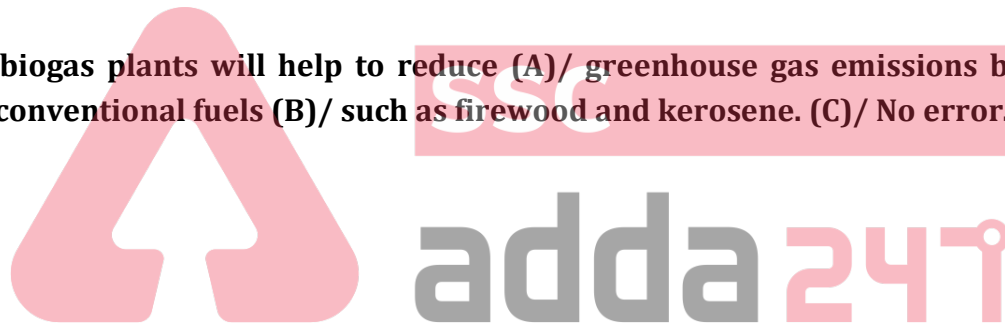 biogas plants will help to reduce (A)/ greenhouse gas emissions b
conventional fuels (B)/ such as firewood and kerosene. (C)/ No error.
SSC
adda 247